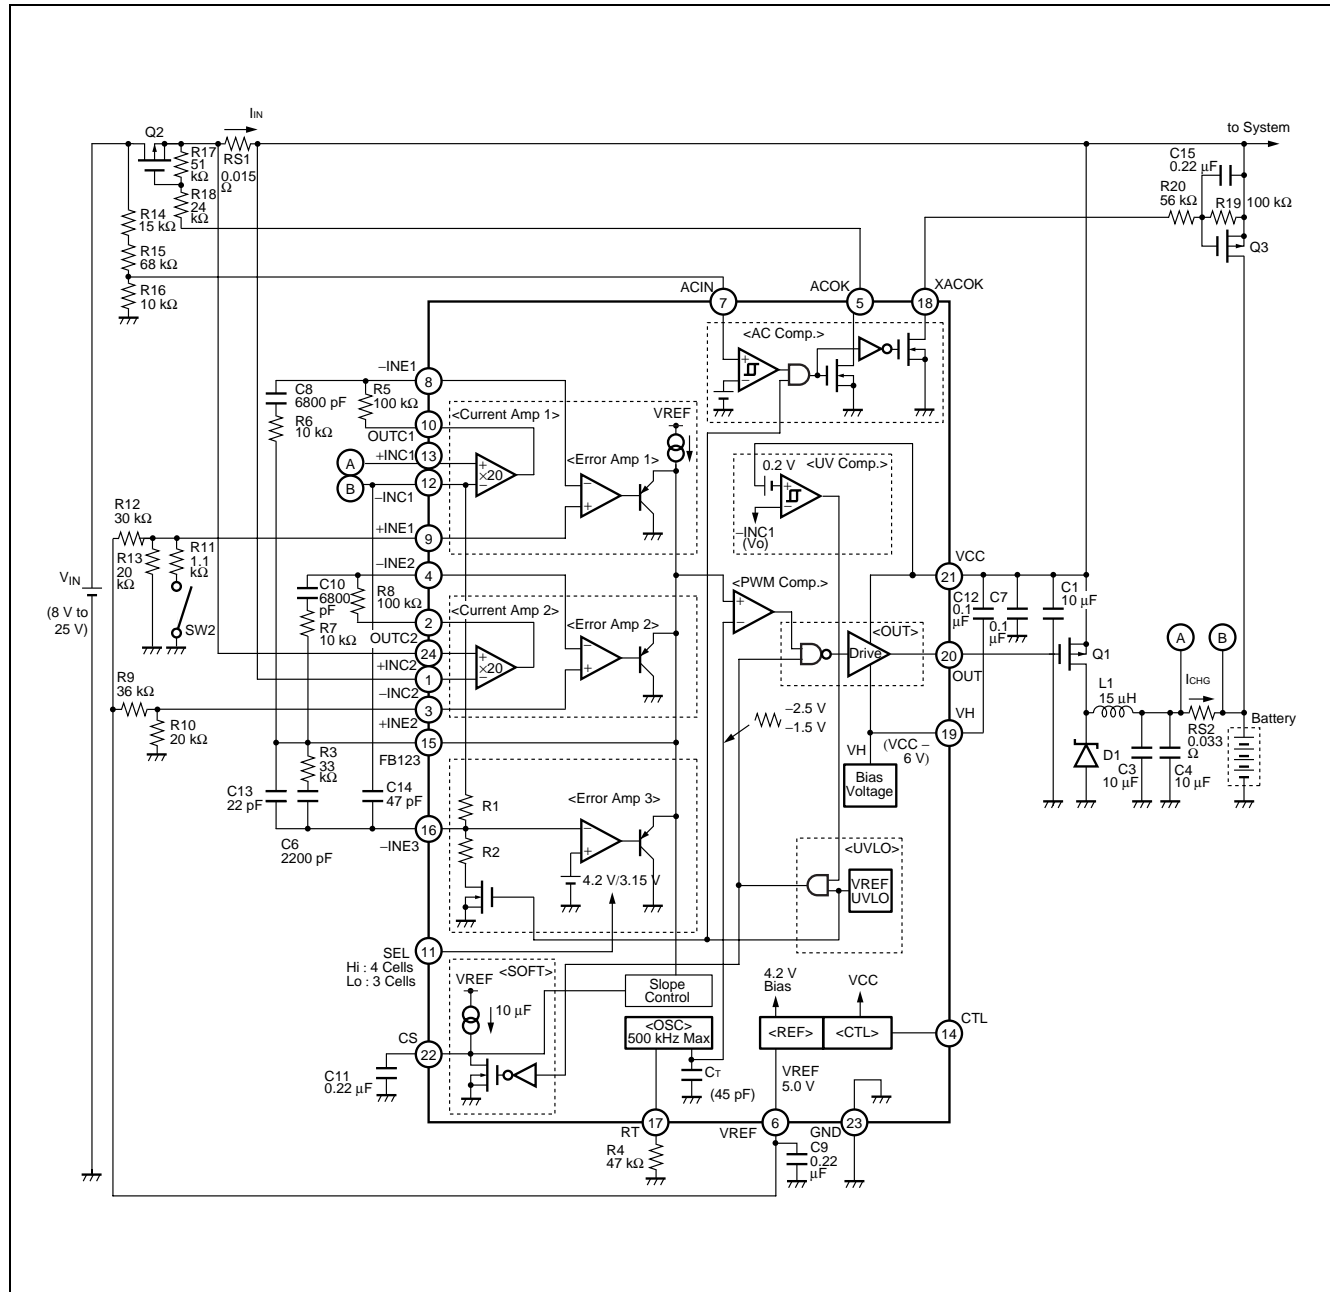 IIN
to System
Q2
R17
51
kΩ
RS1
0.015
Ω
R18
24
kΩ
R14
15 kΩ
R15
68 kΩ
R16
10 kΩ
C15
0.22 μF
R20
56 kΩ
R19
100 kΩ
Q3
ACIN
7
ACOK
5
XACOK
18
<AC Comp.>
+
−
−INE1
8
C8
6800 pF
R5
100 kΩ
R6
10 kΩ
10
OUTC1
+INC1
13
A
B
12
−INC1
<Current Amp 1>
+
×20
−
VREF
<Error Amp 1>
−
+
0.2 V
<UV Comp.>
+
−
−INC1
(Vo)
R12
30 kΩ
+INE1
9
R13
20
kΩ
R11
1.1
kΩ
SW2
VIN
(8 V to
25 V)
−INE2
4
C10
6800
pF
R8
100 kΩ
R7
10 kΩ
2
OUTC2
24
+INC2
1
−INC2
3
+INE2
<Current Amp 2>
+
×20
−
<Error Amp 2>
−
+
<PWM Comp.>
+
−
<OUT>
Drive
VCC
21
C12
0.1
μF
C7
0.1
μF
C1
10 μF
20
OUT
Q1
A
B
L1
15 μH
ICHG
RS2
0.033
Ω
Battery
D1
C3
10 μF
C4
10 μF
VH
19
(VCC −
6 V)
−2.5 V
−1.5 V
VH
Bias
Voltage
R9
36 kΩ
R10
20 kΩ
15
FB123
R3
33
kΩ
C13
22 pF
C14
47 pF
C6
2200 pF
16
−INE3
R1
R2
<Error Amp 3>
−
+
4.2 V/3.15 V
<UVLO>
VREF
UVLO
11
SEL
Hi : 4 Cells
Lo : 3 Cells
<SOFT>
VREF
10 μF
Slope
Control
4.2 V
Bias
VCC
<OSC>
500 kHz Max
<REF>
<CTL>
CTL
14
CS
22
C11
0.22 μF
CT
(45 pF)
VREF
5.0 V
RT
17
R4
47 kΩ
VREF
6
GND
23
C9
0.22
μF